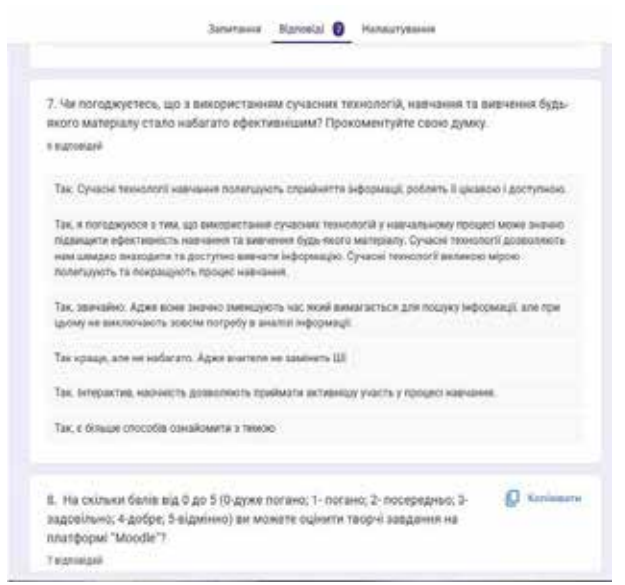 Запитання Відповіді 7 Налаштування
7. Чи погоджуєтесь, що з використанням сучасних технологій, навчання та вивчення будь-
якого матеріалу стало набагато ефективнішим? Прокоментуйте свою думку.
6 відповідей
Так. Сучасні технології навчання полегшують сприйняття інформації, роблять її цікавою і доступною.
Так, я погоджуюся з тим, що використання сучасних технологій у навчальному процесі може значно
підвищити ефективність навчання та вивчення будь-якого матеріалу. Сучасні технології дозволяють
нам швидко знаходити та доступно вивчати інформацію. Сучасні технології великою мірою
полегшують та покращують процес навчання.
Так, звичайно. Адже вони значно зменшують час який вимагається для пошуку інформації, але при
цьому не виключають зовсім потребу в аналізі інформації.
Так краще, але не набагато. Адже вчителя не замінить ШІ
Так. Інтерактив, наочність дозволяють приймати активнішу участь у процесі навчання.
Так, є більше способів ознайомити з темою
8. На скільки балів від 0 до 5 (0-дуже погано; 1- погано; 2- посередньо; 3-
задовільно; 4-добре; 5-відмінно) ви можете оцінити творчі завдання на
платформі "Moodle"?
Копіювати
7 відповідей